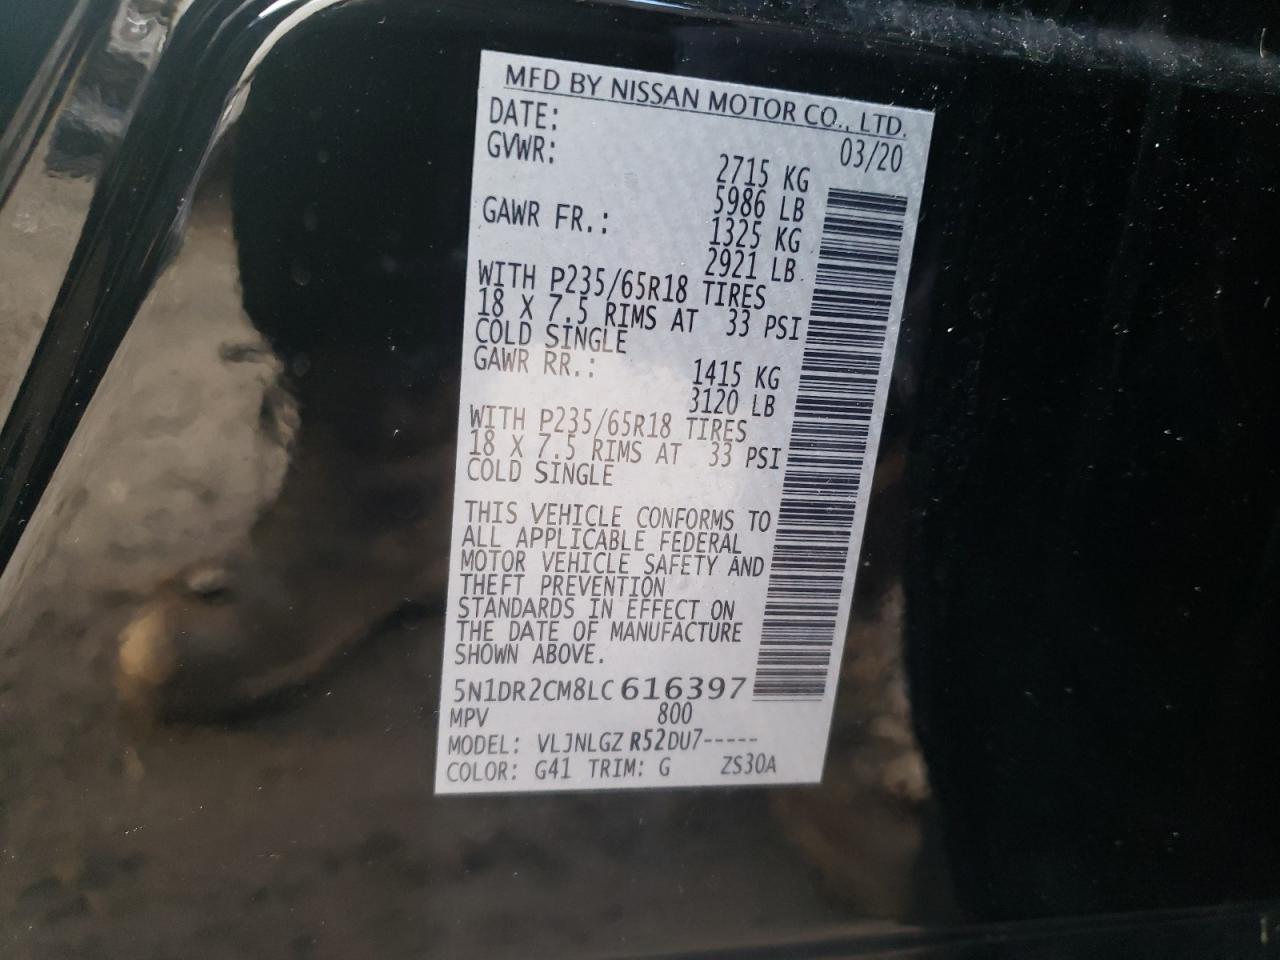 MFD BY NISSAN MOTOR CO., LTD.
DATE: 03/20
GVWR: 2715 KG
5986 LB
GAWR FR.: 1325 KG
2921 LB
WITH P235/65R18 TIRES
18 X 7.5 RIMS AT 33 PSI
COLD SINGLE
GAWR RR.: 1415 KG
3120 LB
WITH P235/65R18 TIRES
18 X 7.5 RIMS AT 33 PSI
COLD SINGLE
THIS VEHICLE CONFORMS TO
ALL APPLICABLE FEDERAL
MOTOR VEHICLE SAFETY AND
THEFT PREVENTION
STANDARDS IN EFFECT ON
THE DATE OF MANUFACTURE
SHOWN ABOVE.
5N1DR2CM8LC616397
MPV 800
MODEL: VLJNLGZ R52DU7-----
COLOR: G41 TRIM: G ZS30A